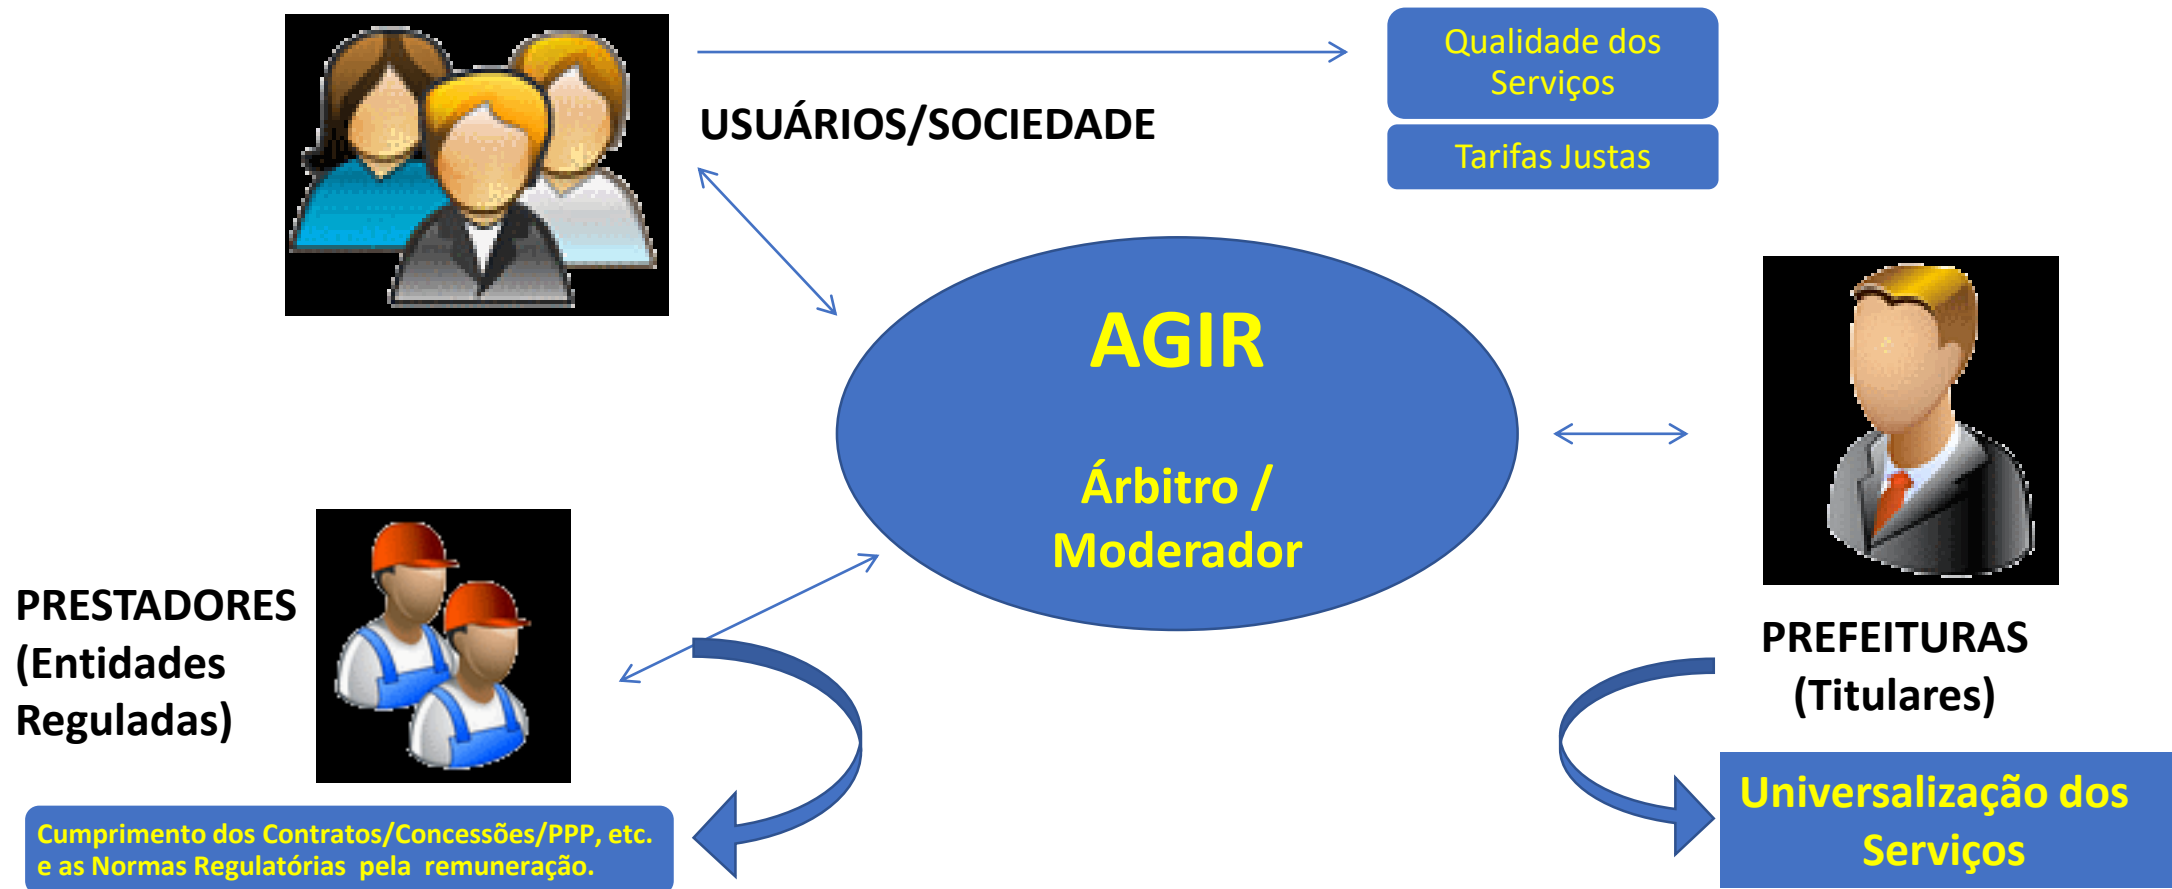 Qualidade dos
Serviços
USUÁRIOS/SOCIEDADE
Tarifas Justas
AGIR
Árbitro /
Moderador
PRESTADORES
(Entidades
Reguladas)
PREFEITURAS
(Titulares)
Cumprimento dos Contratos/Concessões/PPP, etc.
e as Normas Regulatórias pela remuneração.
Universalização dos
Serviços